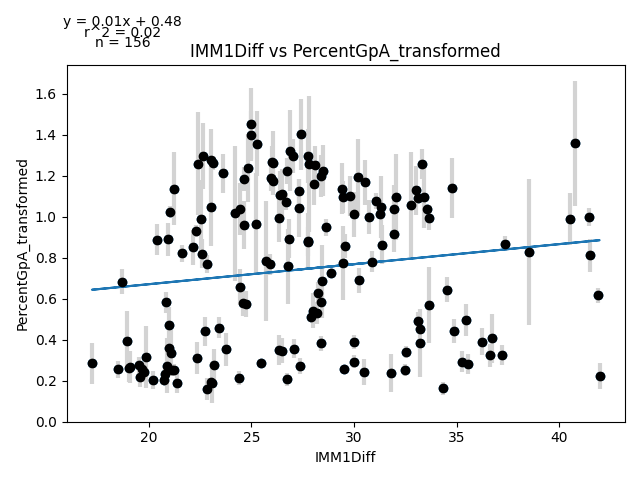 y = 0.01x + 0.48
r^2 = 0.02
n = 156
IMM1Diff vs PercentGpA_transformed
PercentGpA_transformed
1.6
1.4
1.2
1.0
0.8
0.6
0.4
0.2
0.0
20 25 30 35 40
IMM1Diff